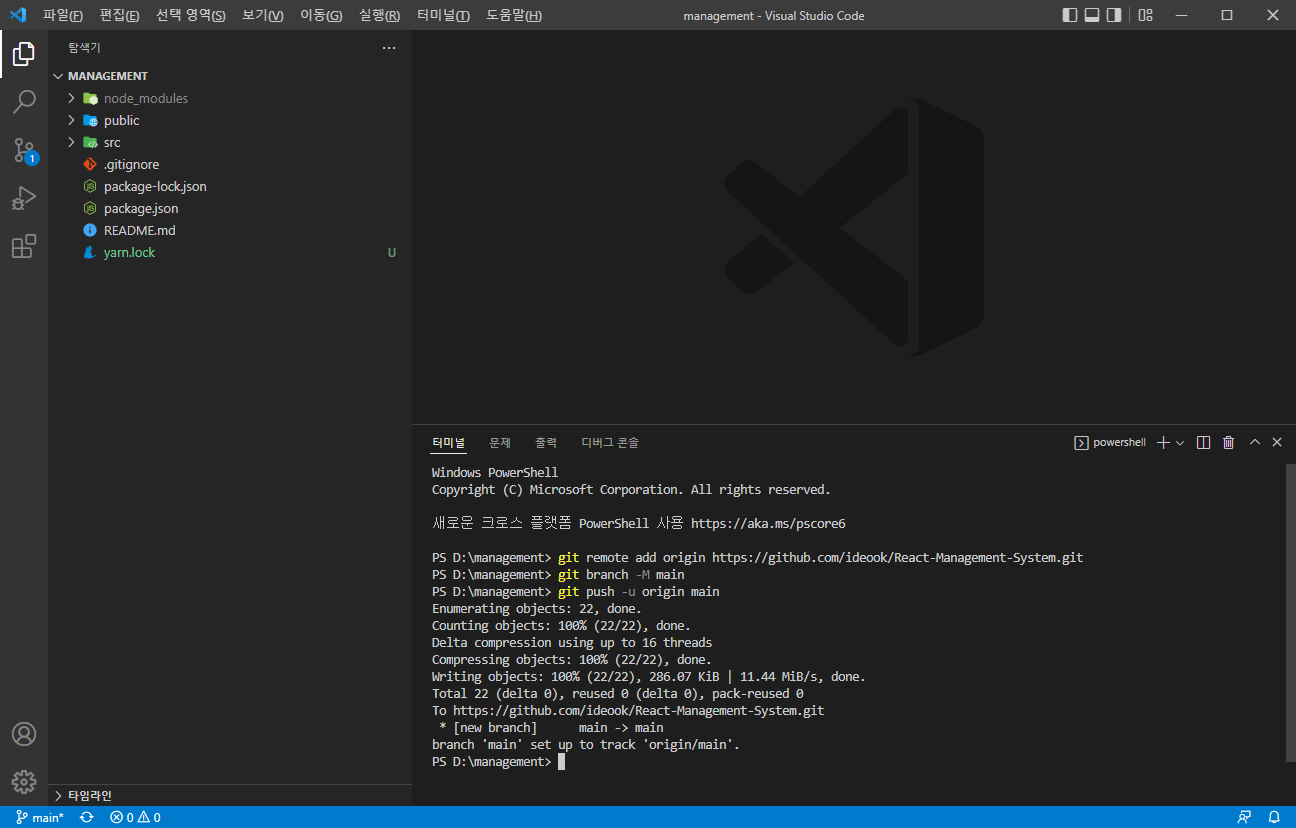 파일(F) 편집(E) 선택 영역(S) 보기(V) 이동(G) 실행(R) 터미널(T) 도움말(H) management - Visual Studio Code
탐색기
MANAGEMENT
node_modules
public
src
.gitignore
package-lock.json
package.json
README.md
yarn.lock U
1
타임라인
터미널 문제 출력 디버그 콘솔 powershell
Windows PowerShell
Copyright (C) Microsoft Corporation. All rights reserved.
새로운 크로스 플랫폼 PowerShell 사용 https://aka.ms/pscore6
PS D:\management> git remote add origin https://github.com/ideook/React-Management-System.git
PS D:\management> git branch -M main
PS D:\management> git push -u origin main
Enumerating objects: 22, done.
Counting objects: 100% (22/22), done.
Delta compression using up to 16 threads
Compressing objects: 100% (22/22), done.
Writing objects: 100% (22/22), 286.07 KiB | 11.44 MiB/s, done.
Total 22 (delta 0), reused 0 (delta 0), pack-reused 0
To https://github.com/ideook/React-Management-System.git
 * [new branch]      main -> main
branch 'main' set up to track 'origin/main'.
PS D:\management>
main* 0 0